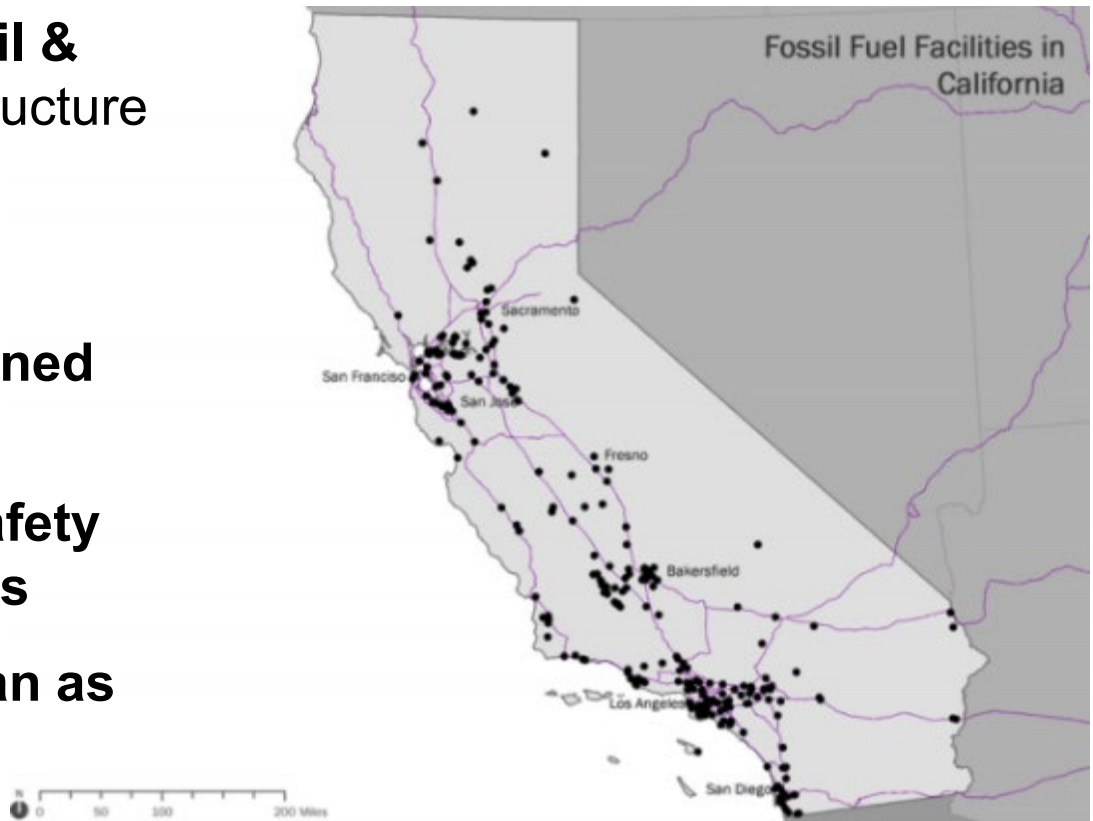 il &
ucture
ned
afety
s
an as
Fossil Fuel Facilities in
California
Sacramento
San Franciso
San Jose
Fresno
Bakersfield
Los Angeles
San Diego
N
0 50 100 200 Miles